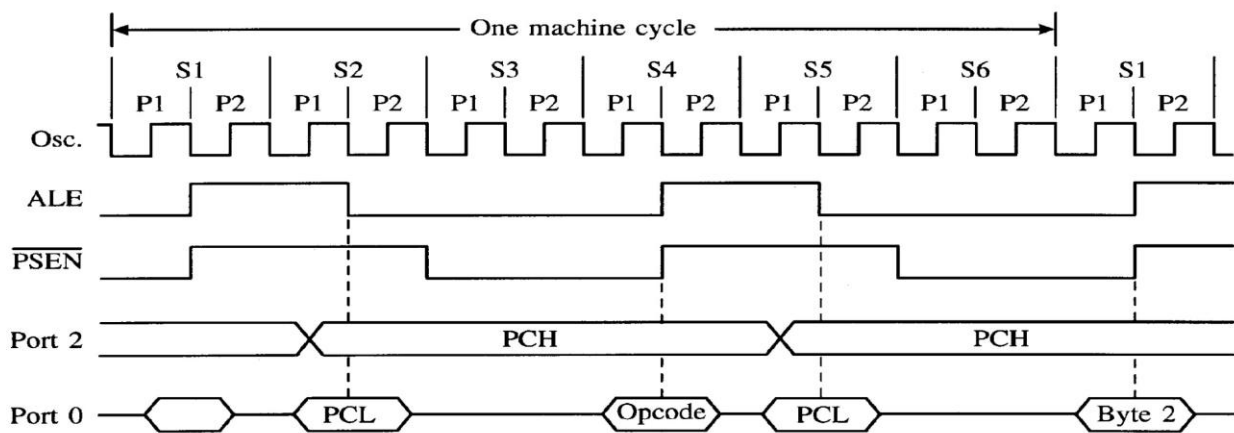 One machine cycle
S1 S2 S3 S4 S5 S6 S1
P1 P2 P1 P2 P1 P2 P1 P2 P1 P2 P1 P2 P1 P2
Osc.
ALE
PSEN
Port 2 PCH PCH
Port 0 PCL Opcode PCL Byte 2